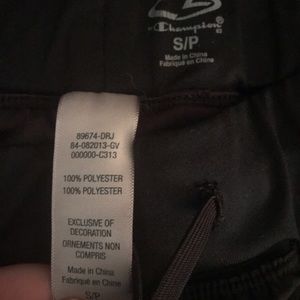 Champion
S/P
Made in China
Fabriqué en Chine
89674-DRJ
84-082013-GV
000000-C313
100% POLYESTER
100% POLYESTER
EXCLUSIVE OF
DECORATION
ORNEMENTS NON
COMPRIS
Made in China
Fabriqué en Chine
S/P